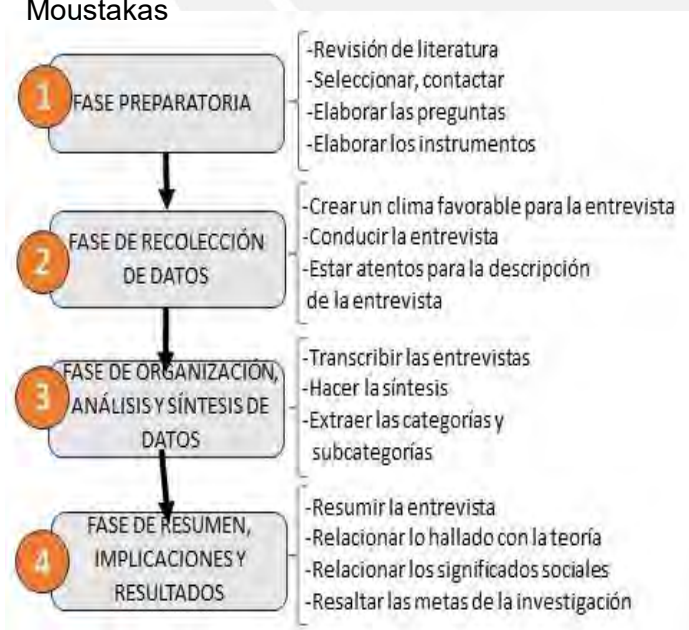 Moustakas
1
FASE PREPARATORIA
-Revisión de literatura
-Seleccionar, contactar
-Elaborar las preguntas
-Elaborar los instrumentos
2
FASE DE RECOLECCIÓN
DE DATOS
-Crear un clima favorable para la entrevista
-Conducir la entrevista
-Estar atentos para la descripción
de la entrevista
3
FASE DE ORGANIZACIÓN,
ANÁLISIS Y SÍNTESIS DE
DATOS
-Transcribir las entrevistas
-Hacer la síntesis
-Extraer las categorías y
subcategorías
4
FASE DE RESUMEN,
IMPLICACIONES Y
RESULTADOS
-Resumir la entrevista
-Relacionar lo hallado con la teoría
-Relacionar los significados sociales
-Resaltar las metas de la investigación